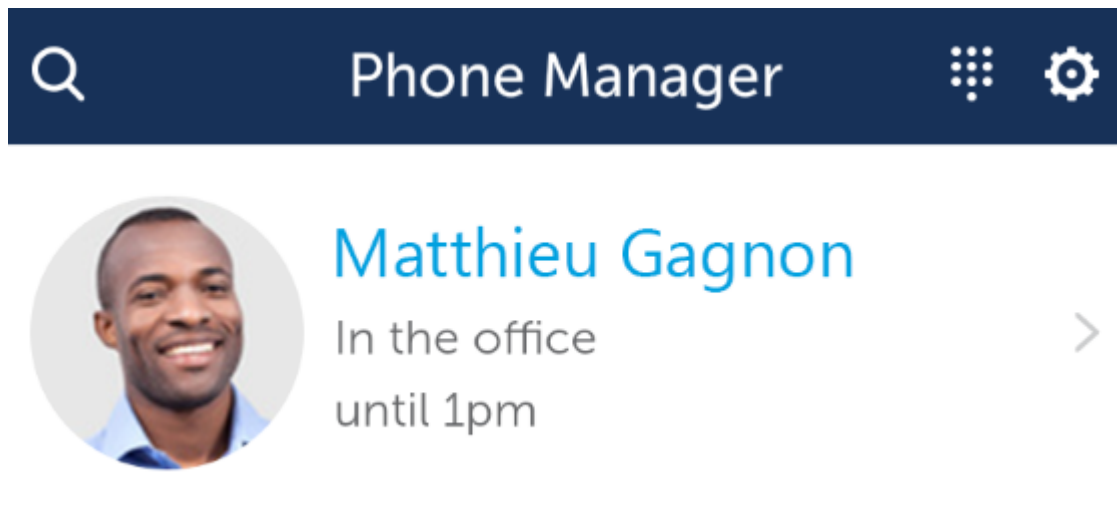 Phone Manager
Matthieu Gagnon
In the office
until 1pm